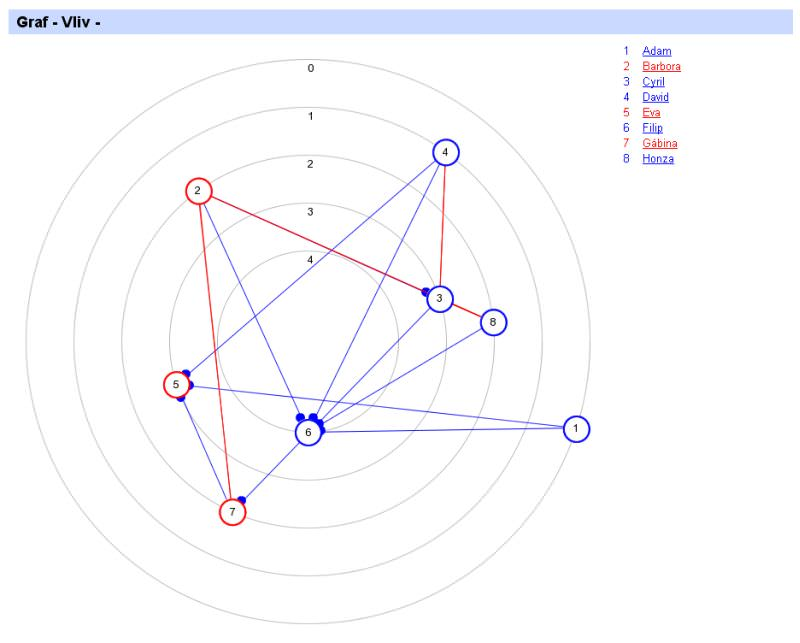 Graf - Vliv -
1 Adam
2 Barbora
3 Cyril
4 David
5 Eva
6 Filip
7 Gábina
8 Honza
0
1
2
3
4
4
2
3
8
5
1
6
7